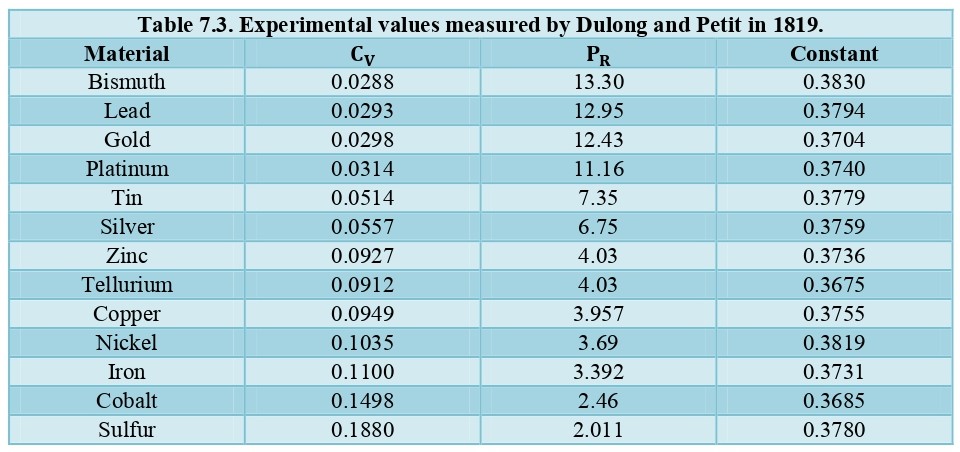 Table 7.3. Experimental values measured by Dulong and Petit in 1819.
Material C_V P_R Constant
Bismuth 0.0288 13.30 0.3830
Lead 0.0293 12.95 0.3794
Gold 0.0298 12.43 0.3704
Platinum 0.0314 11.16 0.3740
Tin 0.0514 7.35 0.3779
Silver 0.0557 6.75 0.3759
Zinc 0.0927 4.03 0.3736
Tellurium 0.0912 4.03 0.3675
Copper 0.0949 3.957 0.3755
Nickel 0.1035 3.69 0.3819
Iron 0.1100 3.392 0.3731
Cobalt 0.1498 2.46 0.3685
Sulfur 0.1880 2.011 0.3780